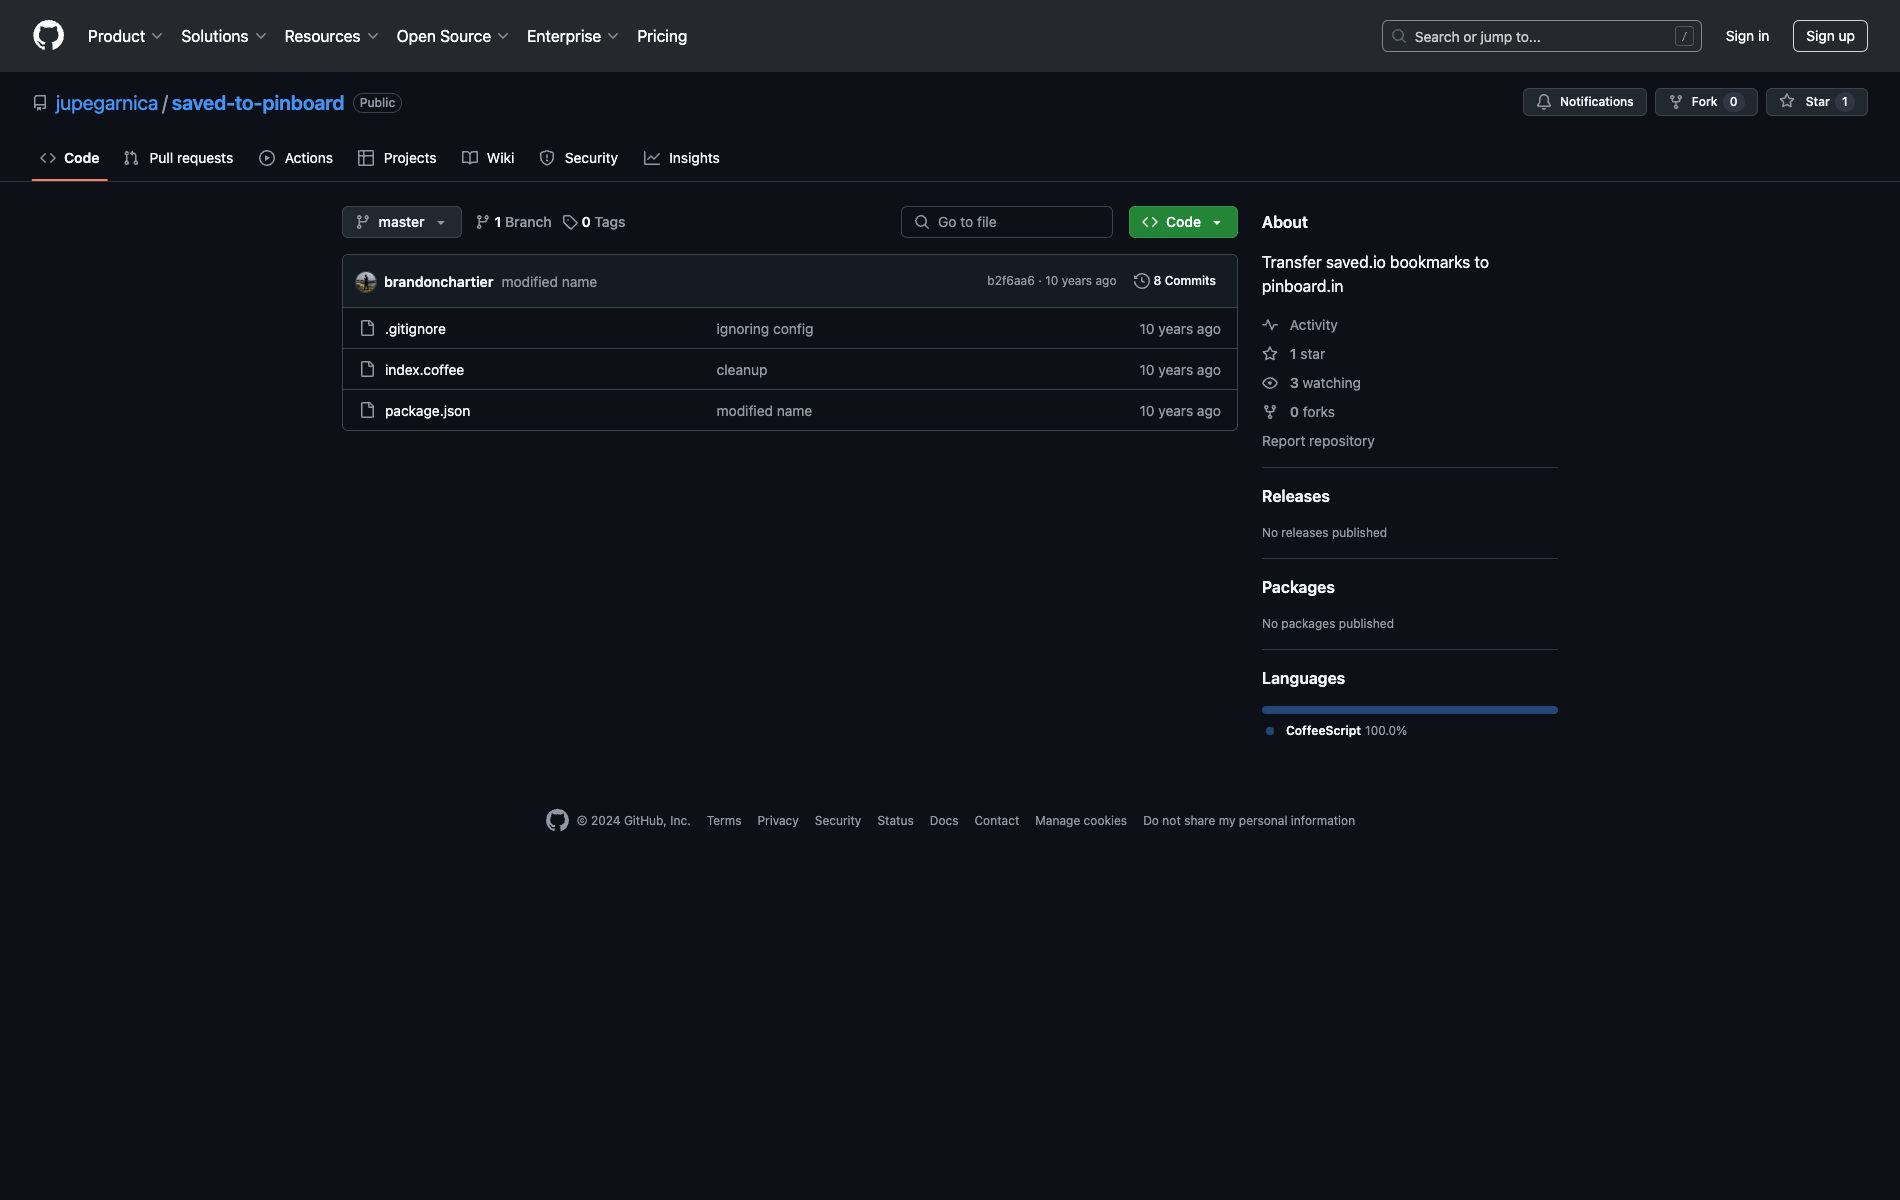 Product Solutions Resources Open Source Enterprise Pricing Search or jump to... / Sign in Sign up
jupegarnica / saved-to-pinboard Public Notifications Fork 0 Star 1
Code Pull requests Actions Projects Wiki Security Insights
master 1 Branch 0 Tags Go to file Code
brandonchartier modified name b2f6aa6 · 10 years ago 8 Commits
.gitignore ignoring config 10 years ago
index.coffee cleanup 10 years ago
package.json modified name 10 years ago
About
Transfer saved.io bookmarks to
pinboard.in
Activity
1 star
3 watching
0 forks
Report repository
Releases
No releases published
Packages
No packages published
Languages
CoffeeScript 100.0%
© 2024 GitHub, Inc. Terms Privacy Security Status Docs Contact Manage cookies Do not share my personal information